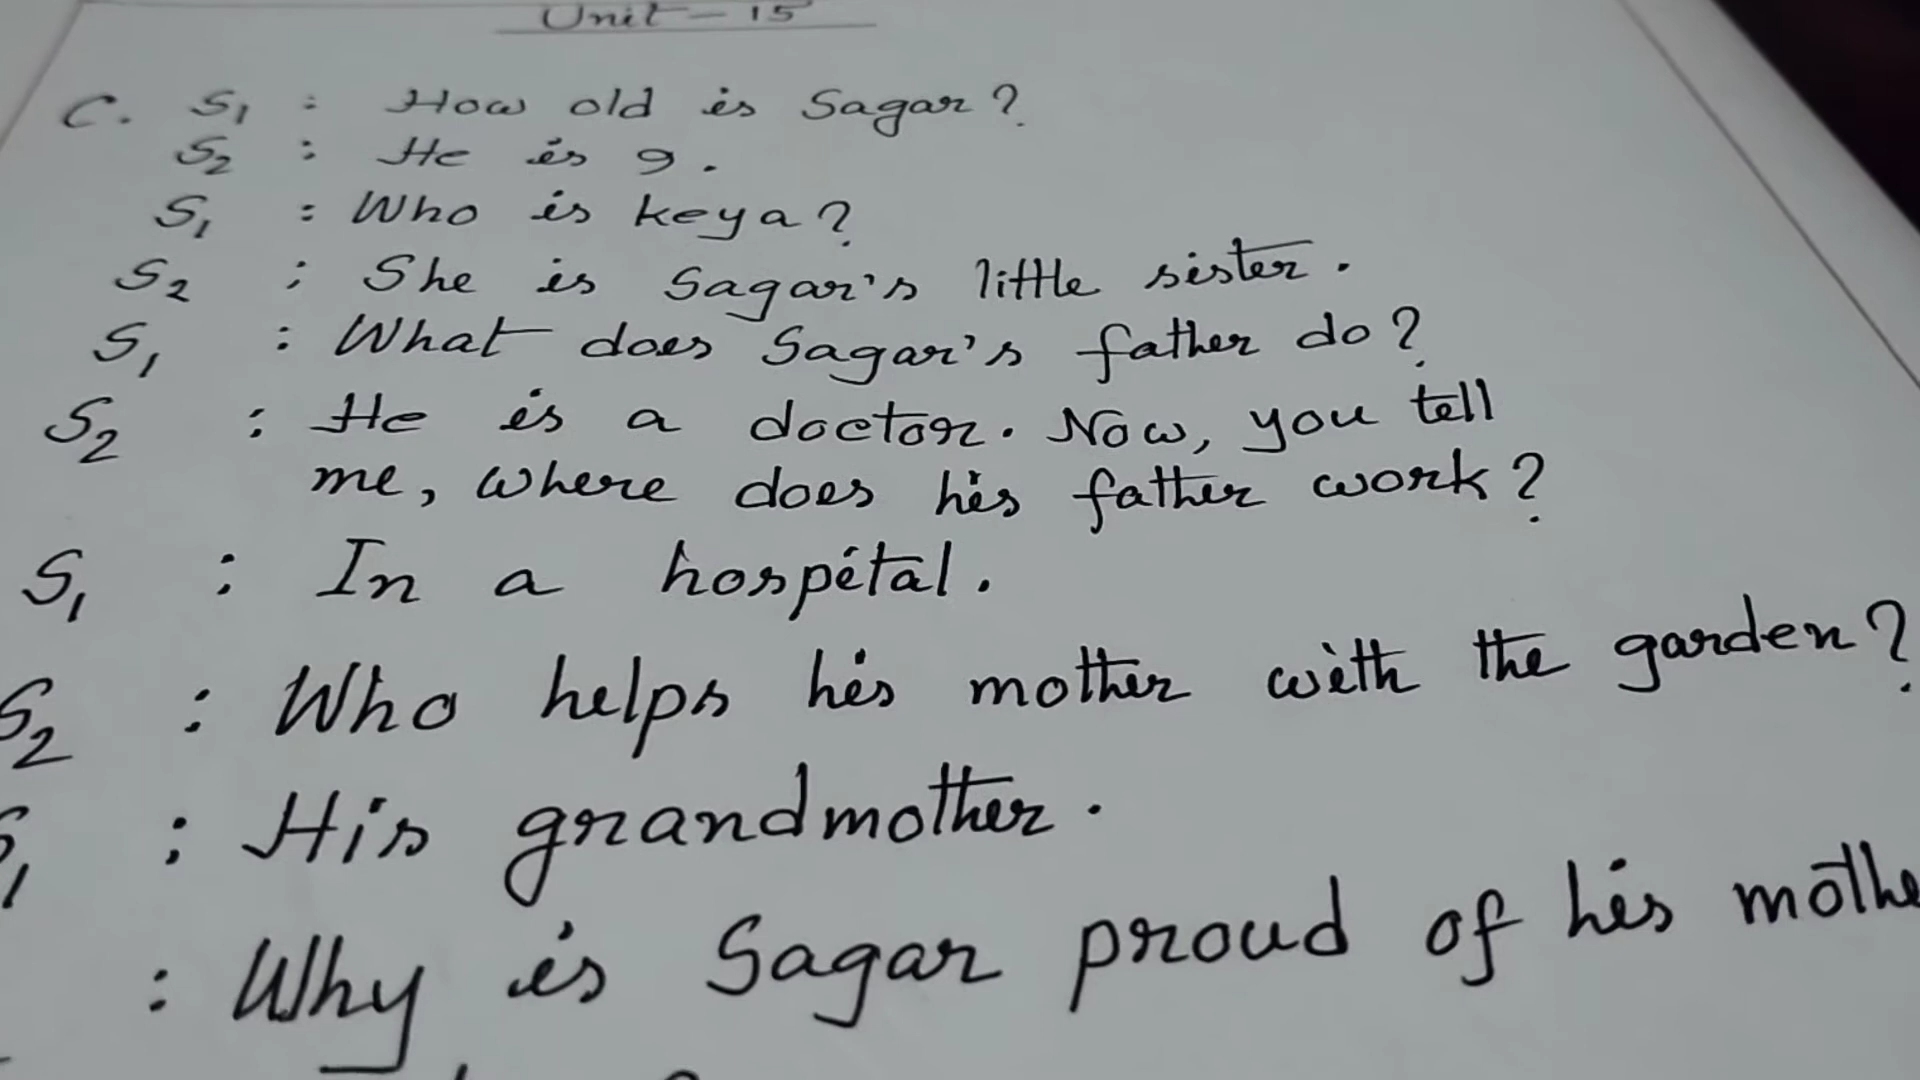 Unit - 15
C. S1 : How old is Sagar?
S2 : He is 9.
S1 : Who is keya?
S2 : She is Sagar's little sister.
S1 : What does Sagar's father do?
S2 : He is a doctor. Now, you tell
me, where does his father work?
S1 : In a hospital.
S2 : Who helps his mother with the garden?
S1 : His grandmother.
: Why is Sagar proud of his mothe